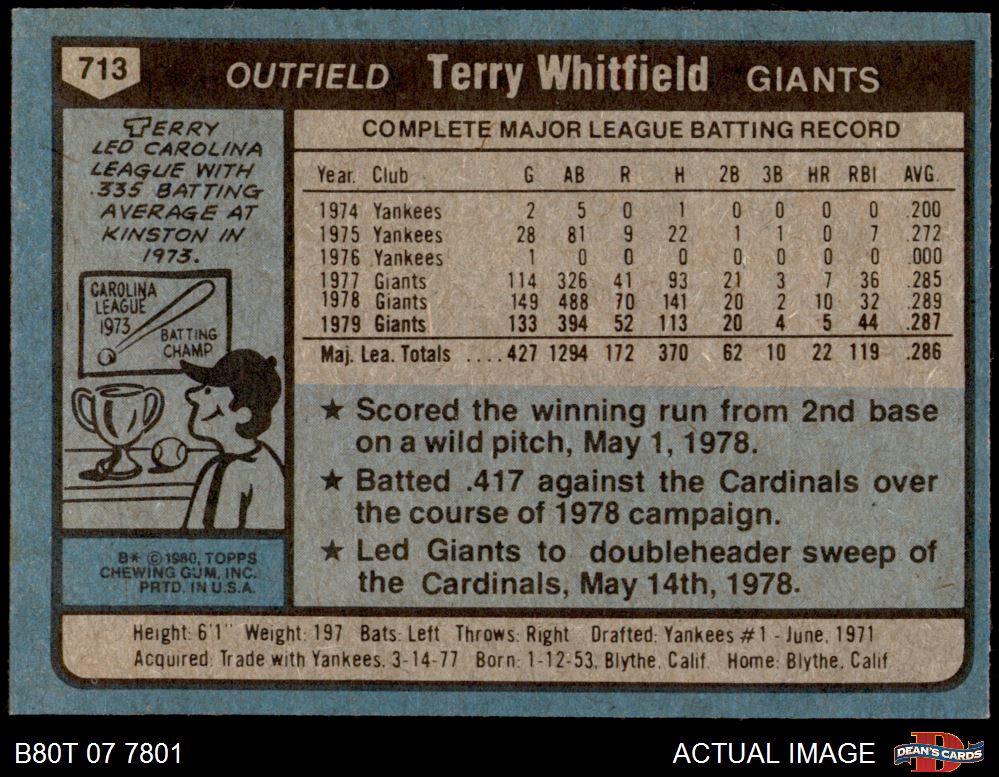 713 OUTFIELD Terry Whitfield GIANTS
TERRY
LED CAROLINA
LEAGUE WITH
.335 BATTING
AVERAGE AT
KINSTON IN
1973.
CAROLINA
LEAGUE
1973
BATTING
CHAMP
B* © 1980, TOPPS
CHEWING GUM, INC.
PRTD. IN U.S.A.
COMPLETE MAJOR LEAGUE BATTING RECORD
Year. Club G AB R H 2B 3B HR RBI AVG.
1974 Yankees 2 5 0 1 0 0 0 0 .200
1975 Yankees 28 81 9 22 1 1 0 7 .272
1976 Yankees 1 0 0 0 0 0 0 0 .000
1977 Giants 114 326 41 93 21 3 7 36 .285
1978 Giants 149 488 70 141 20 2 10 32 .289
1979 Giants 133 394 52 113 20 4 5 44 .287
Maj. Lea. Totals ....427 1294 172 370 62 10 22 119 .286
★ Scored the winning run from 2nd base
on a wild pitch, May 1, 1978.
★ Batted .417 against the Cardinals over
the course of 1978 campaign.
★ Led Giants to doubleheader sweep of
the Cardinals, May 14th, 1978.
Height: 6'1" Weight: 197 Bats: Left Throws: Right Drafted: Yankees #1 - June, 1971
Acquired: Trade with Yankees, 3-14-77 Born: 1-12-53, Blythe, Calif. Home: Blythe, Calif.
B80T 07 7801 ACTUAL IMAGE DEAN'S CARDS